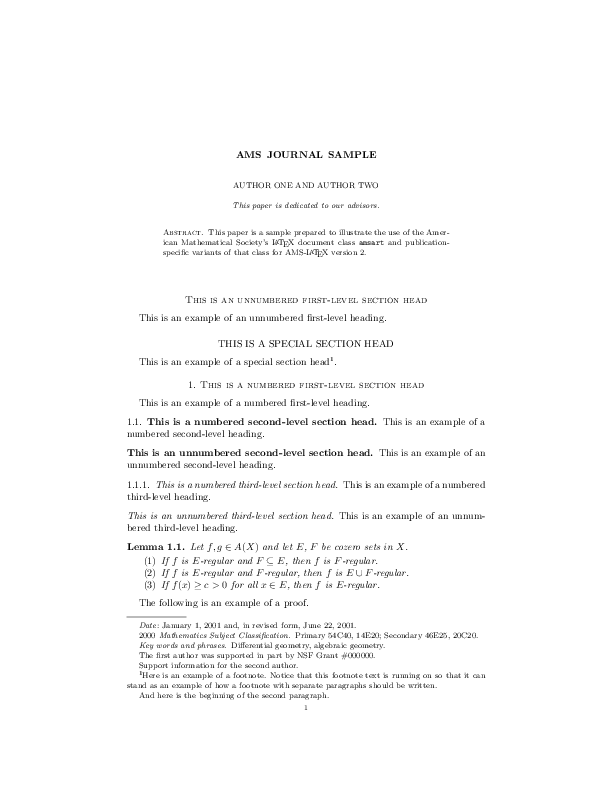 AMS JOURNAL SAMPLE
AUTHOR ONE AND AUTHOR TWO
This paper is dedicated to our advisors.
Abstract. This paper is a sample prepared to illustrate the use of the Amer-
ican Mathematical Society's LaTeX document class amsart and publication-
specific variants of that class for AMS-LaTeX version 2.
This is an unnumbered first-level section head
This is an example of an unnumbered first-level heading.
THIS IS A SPECIAL SECTION HEAD
This is an example of a special section head¹.
1. This is a numbered first-level section head
This is an example of a numbered first-level heading.
1.1. This is a numbered second-level section head. This is an example of a
numbered second-level heading.
This is an unnumbered second-level section head. This is an example of an
unnumbered second-level heading.
1.1.1. This is a numbered third-level section head. This is an example of a numbered
third-level heading.
This is an unnumbered third-level section head. This is an example of an unnum-
bered third-level heading.
Lemma 1.1. Let f, g ∈ A(X) and let E, F be cozero sets in X.
(1) If f is E-regular and F ⊆ E, then f is F-regular.
(2) If f is E-regular and F-regular, then f is E ∪ F-regular.
(3) If f(x) ≥ c > 0 for all x ∈ E, then f is E-regular.
The following is an example of a proof.
Date: January 1, 2001 and, in revised form, June 22, 2001.
2000 Mathematics Subject Classification. Primary 54C40, 14E20; Secondary 46E25, 20C20.
Key words and phrases. Differential geometry, algebraic geometry.
The first author was supported in part by NSF Grant #000000.
Support information for the second author.
¹Here is an example of a footnote. Notice that this footnote text is running on so that it can
stand as an example of how a footnote with separate paragraphs should be written.
And here is the beginning of the second paragraph.
1